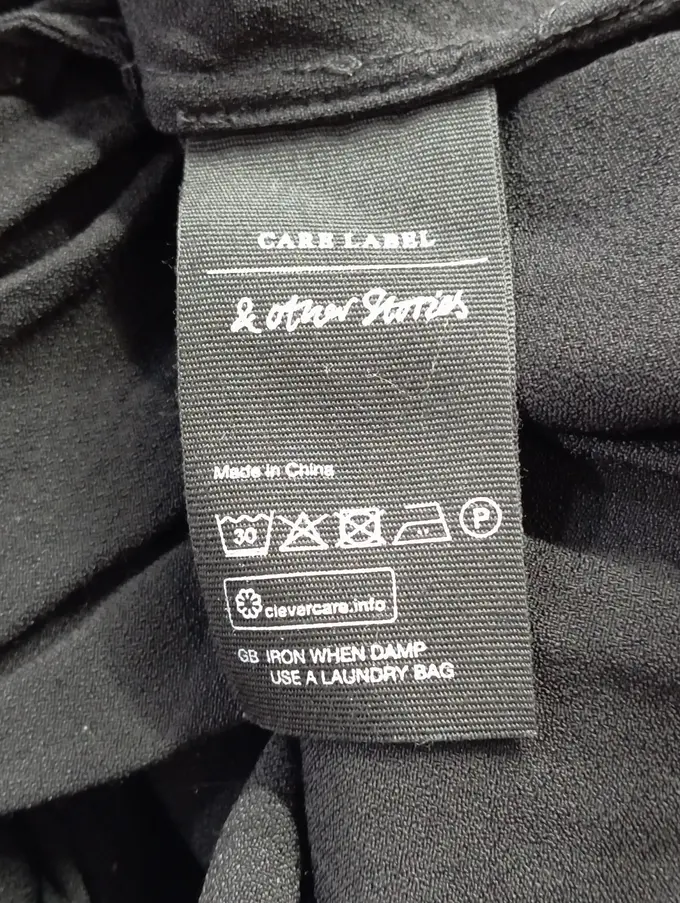 CARE LABEL
& other Stories
Made in China
30 P
clevercare.info
GB IRON WHEN DAMP
USE A LAUNDRY BAG